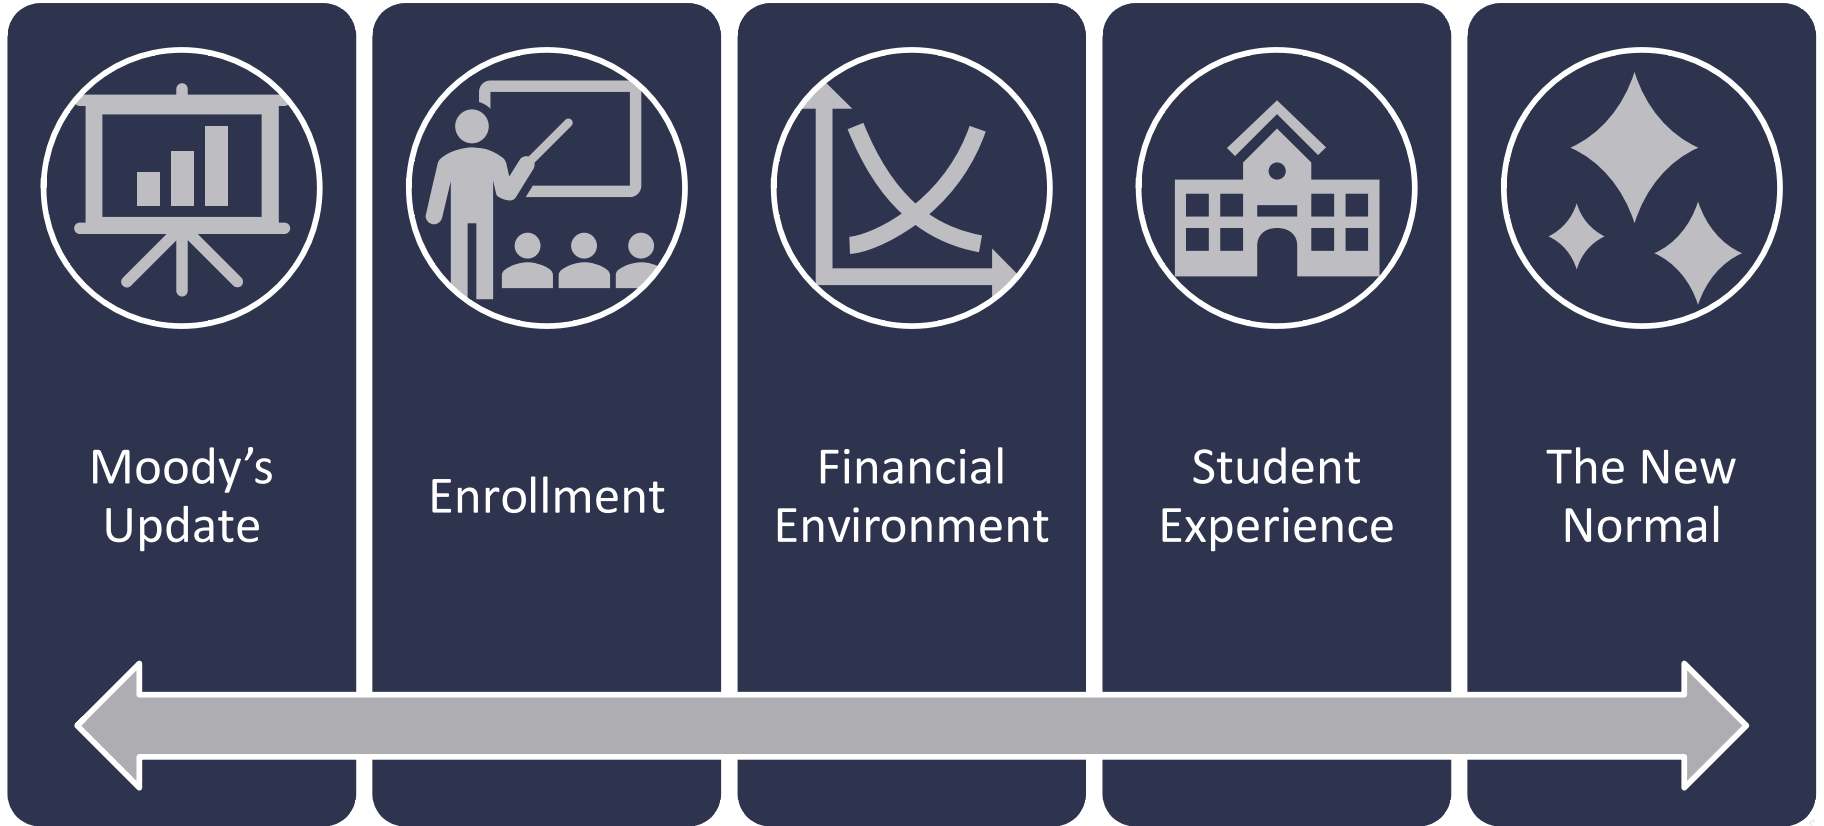 Moody’s
Update
Enrollment
Financial
Environment
Student
Experience
The New
Normal